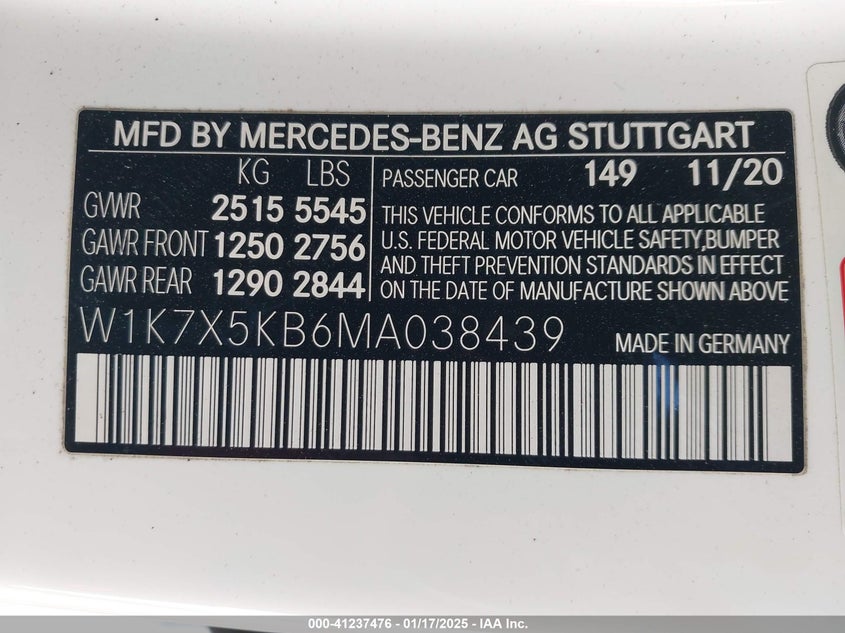 MFD BY MERCEDES-BENZ AG STUTTGART
KG LBS
GVWR 2515 5545
GAWR FRONT 1250 2756
GAWR REAR 1290 2844
PASSENGER CAR 149 11/20
THIS VEHICLE CONFORMS TO ALL APPLICABLE
U.S. FEDERAL MOTOR VEHICLE SAFETY,BUMPER
AND THEFT PREVENTION STANDARDS IN EFFECT
ON THE DATE OF MANUFACTURE SHOWN ABOVE
W1K7X5KB6MA038439
MADE IN GERMANY
000-41237476 - 01/17/2025 - IAA Inc.